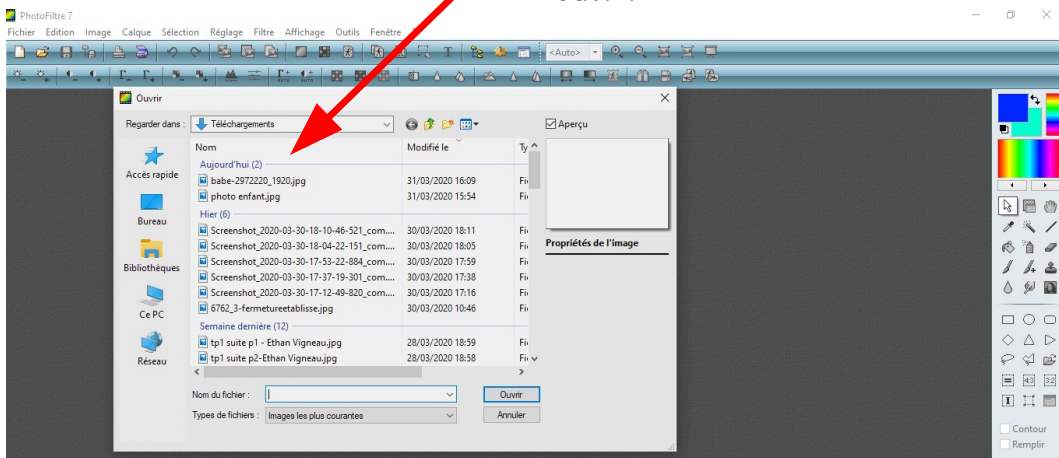 PhotoFiltre 7
Fichier Edition Image Calque Sélection Réglage Filtre Affichage Outils Fenêtre
<Auto>
Ouvrir
Regarder dans : Téléchargements
Aperçu
Nom Modifié le Ty
Aujourd'hui (2)
Accès rapide
babe-2972220_1920.jpg 31/03/2020 16:09 Fi
photo enfant.jpg 31/03/2020 15:54 Fi
Hier (6)
Bureau
Screenshot_2020-03-30-18-10-46-521_com.... 30/03/2020 18:11 Fi
Screenshot_2020-03-30-18-04-22-151_com.... 30/03/2020 18:05 Fi
Propriétés de l'image
Screenshot_2020-03-30-17-53-22-884_com.... 30/03/2020 17:59 Fi
Bibliothèques
Screenshot_2020-03-30-17-37-19-301_com.... 30/03/2020 17:38 Fi
Screenshot_2020-03-30-17-12-49-820_com.... 30/03/2020 17:16 Fi
6762_3-fermetureetablisse.jpg 30/03/2020 10:46 Fi
Ce PC
Semaine dernière (12)
tp1 suite p1 - Ethan Vigneau.jpg 28/03/2020 18:59 Fi
tp1 suite p2-Ethan Vigneau.jpg 28/03/2020 18:58 Fi
Réseau
Nom du fichier : Ouvrir
Types de fichiers : Images les plus courantes Annuler
4:3 3:2
Contour
Remplir